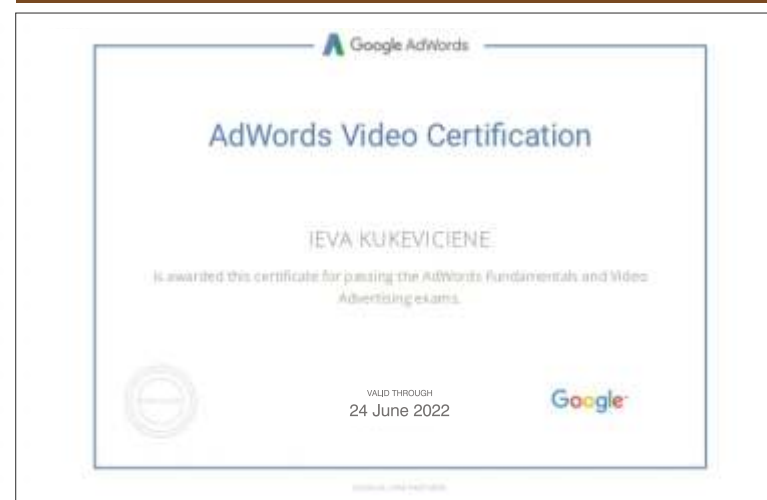 Google AdWords
AdWords Video Certification
IEVA KUKEVICIENE
is awarded this certificate for passing the AdWords Fundamentals and Video
Advertising exams.
VALID THROUGH
24 June 2022
Google